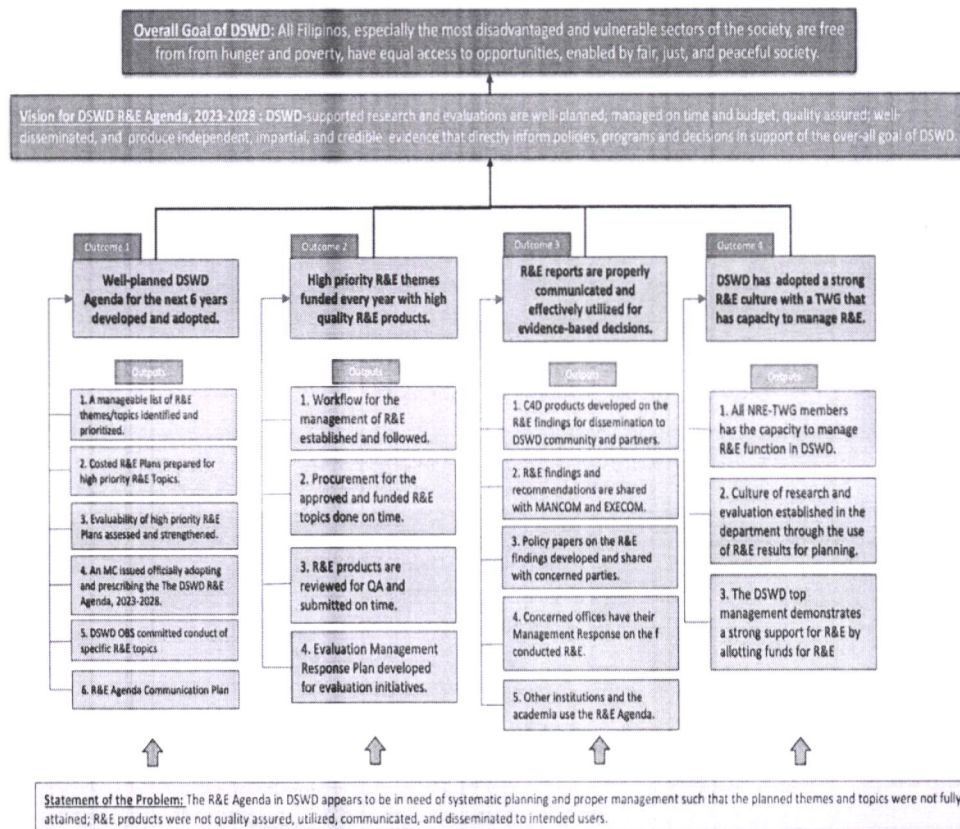 Overall Goal of DSWD: All Filipinos, especially the most disadvantaged and vulnerable sectors of the society, are free
from from hunger and poverty, have equal access to opportunities, enabled by fair, just, and peaceful society.
Vision for DSWD R&E Agenda, 2023-2028 : DSWD-supported research and evaluations are well-planned, managed on time and budget, quality assured; well-
disseminated, and produce independent, impartial, and credible evidence that directly inform policies, programs and decisions in support of the over-all goal of DSWD.
Outcome 1
Well-planned DSWD
Agenda for the next 6 years
developed and adopted.
Outputs
1. A manageable list of R&E
themes/topics identified and
prioritized.
2. Costed R&E Plans prepared for
high priority R&E Topics.
3. Evaluability of high priority R&E
Plans assessed and strengthened.
4. An MC issued officially adopting
and prescribing the The DSWD R&E
Agenda, 2023-2028.
5. DSWD OBS committed conduct of
specific R&E topics
6. R&E Agenda Communication Plan
Outcome 2
High priority R&E themes
funded every year with high
quality R&E products.
Outputs
1. Workflow for the
management of R&E
established and followed.
2. Procurement for the
approved and funded R&E
topics done on time.
3. R&E products are
reviewed for QA and
submitted on time.
4. Evaluation Management
Response Plan developed
for evaluation initiatives.
Outcome 3
R&E reports are properly
communicated and
effectively utilized for
evidence-based decisions.
Outputs
1. C4D products developed on the
R&E findings for dissemination to
DSWD community and partners.
2. R&E findings and
recommendations are shared
with MANCOM and EXECOM.
3. Policy papers on the R&E
findings developed and shared
with concerned parties.
4. Concerned offices have their
Management Response on the f
conducted R&E.
5. Other institutions and the
academia use the R&E Agenda.
Outcome 4
DSWD has adopted a strong
R&E culture with a TWG that
has capacity to manage R&E.
Outputs
1. All NRE-TWG members
has the capacity to manage
R&E function in DSWD.
2. Culture of research and
evaluation established in the
department through the use
of R&E results for planning.
3. The DSWD top
management demonstrates
a strong support for R&E by
allotting funds for R&E
Statement of the Problem: The R&E Agenda in DSWD appears to be in need of systematic planning and proper management such that the planned themes and topics were not fully
attained; R&E products were not quality assured, utilized, communicated, and disseminated to intended users.